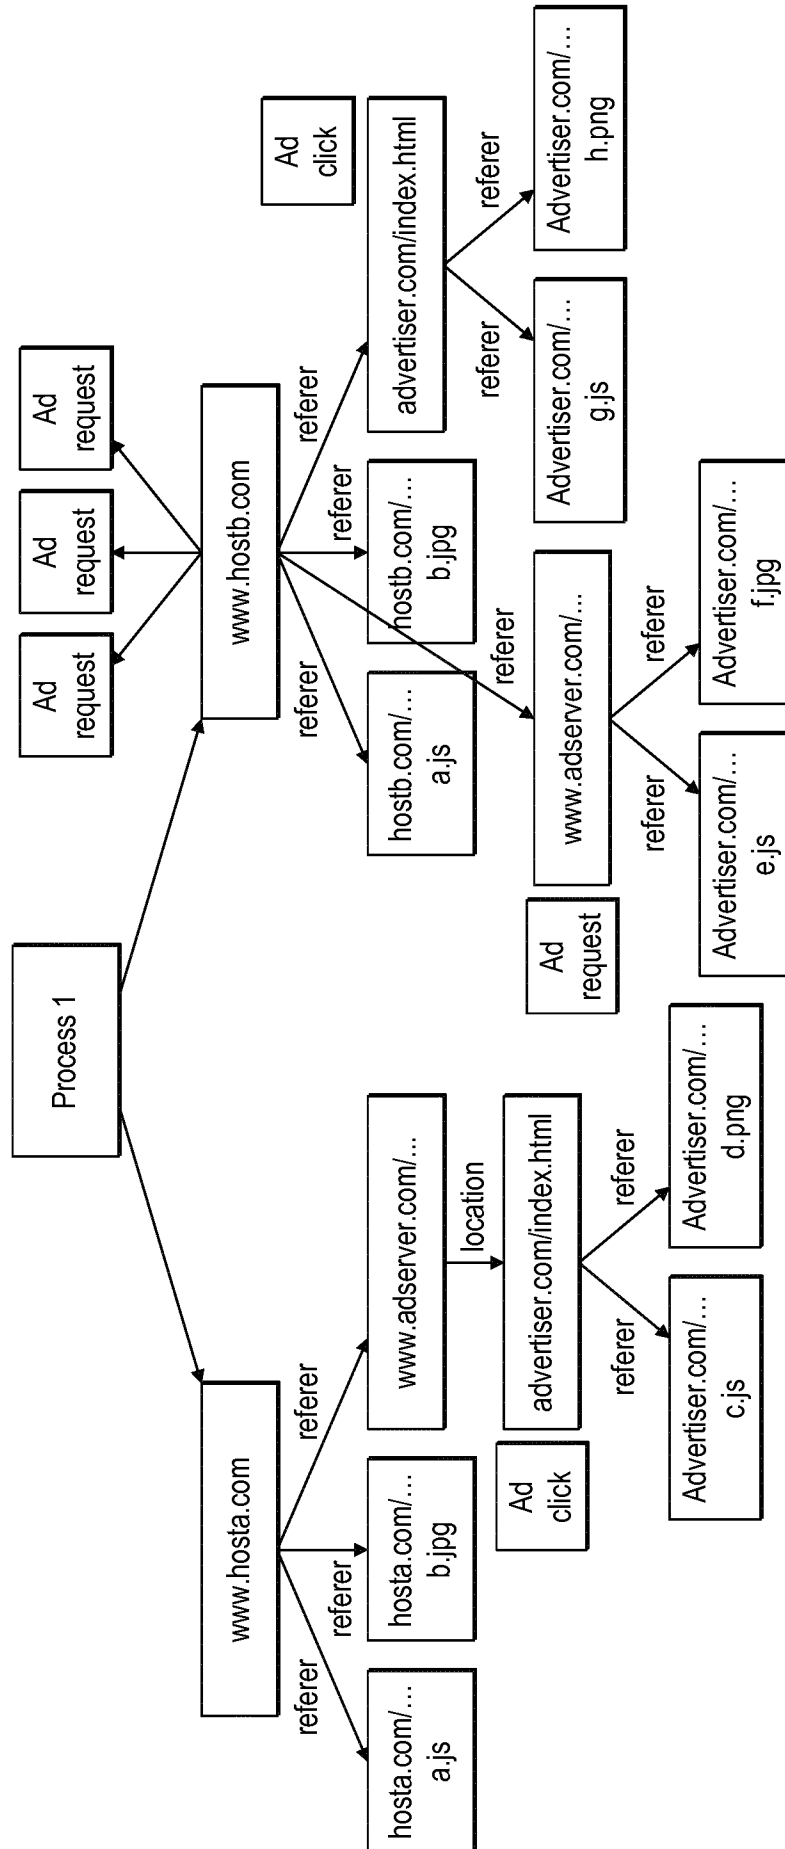 Process 1
www.hosta.com
www.hostb.com
Ad
request
Ad
request
Ad
request
referer
referer
referer
referer
referer
referer
referer
hosta.com/...
a.js
hosta.com/...
b.jpg
www.adserver.com/...
hostb.com/...
a.js
hostb.com/...
b.jpg
advertiser.com/index.html
Ad
click
location
Ad
click
advertiser.com/index.html
Ad
request
www.adserver.com/...
referer
referer
Advertiser.com/...
g.js
Advertiser.com/...
h.png
referer
referer
referer
referer
Advertiser.com/...
c.js
Advertiser.com/...
d.png
Advertiser.com/...
e.js
Advertiser.com/...
f.jpg